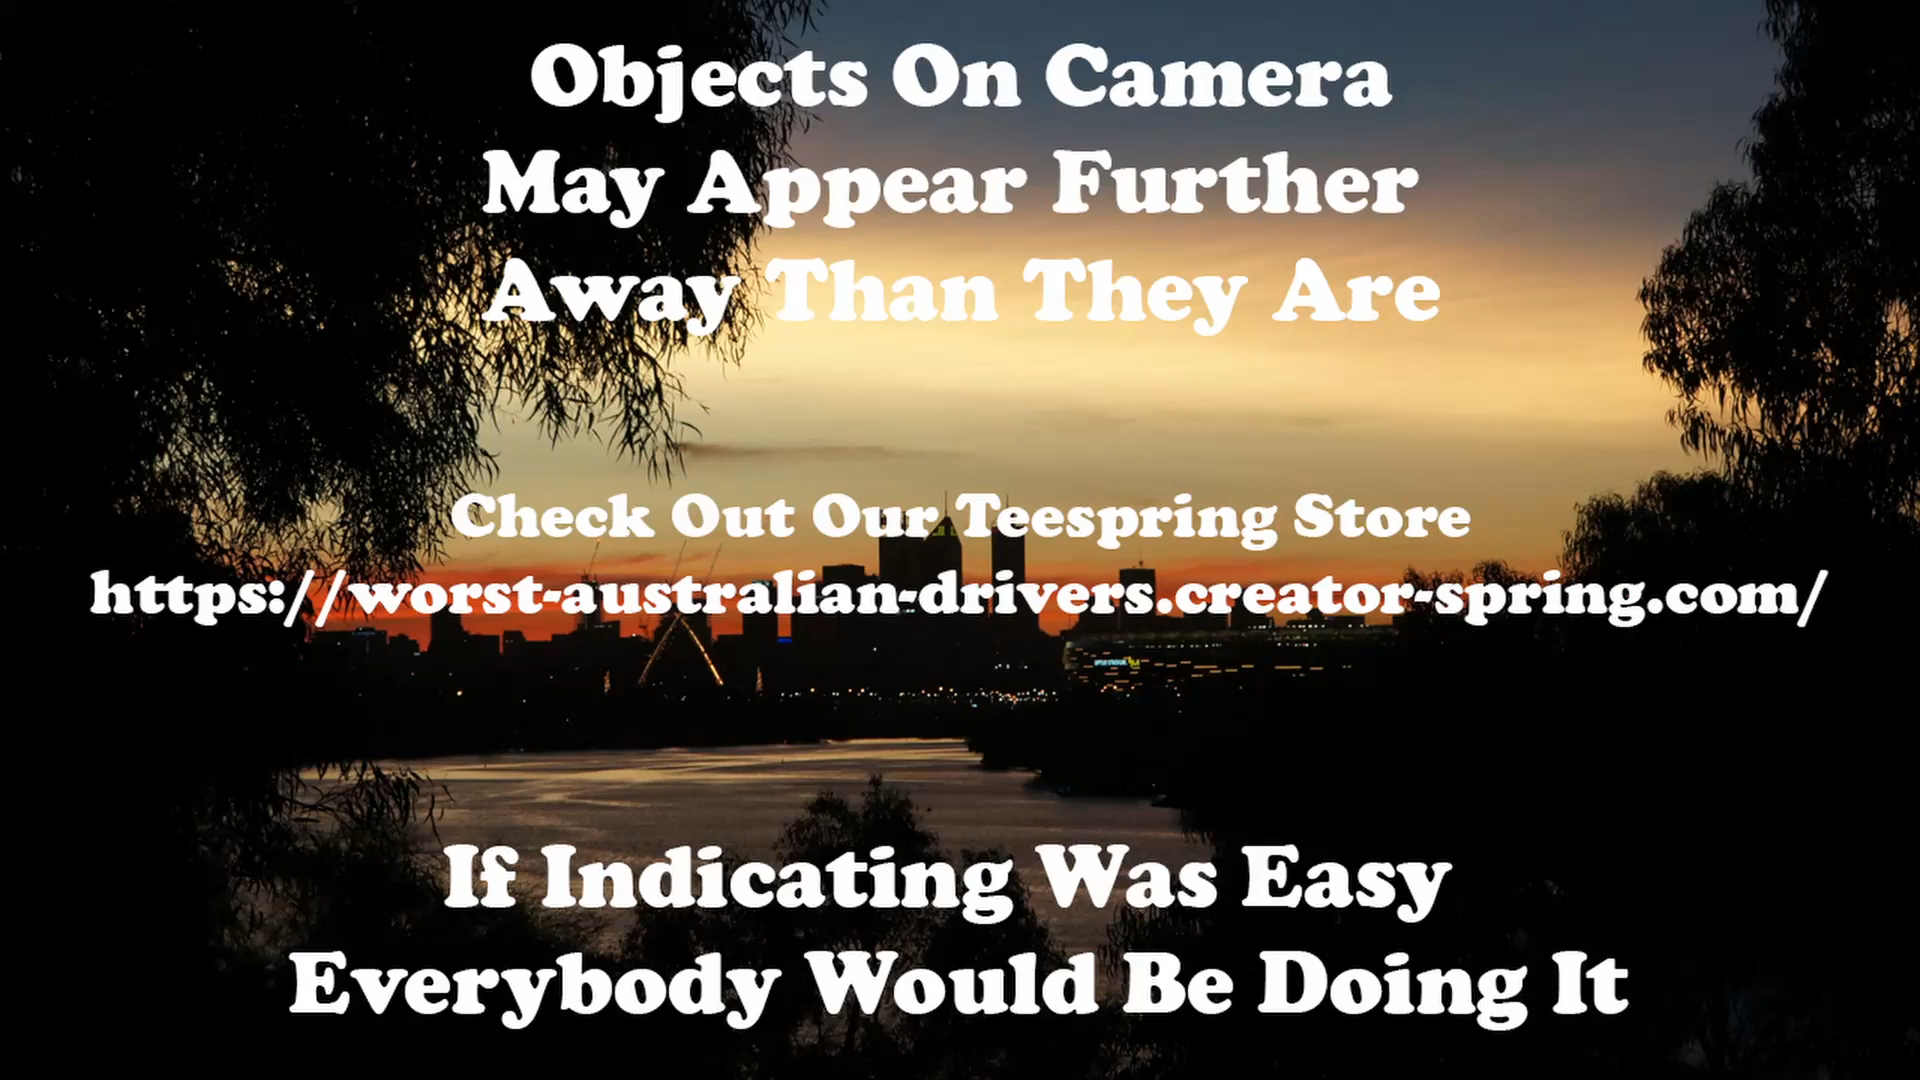 Objects On Camera
May Appear Further
Away Than They Are
Check Out Our Teespring Store
https://worst-australian-drivers.creator-spring.com/
If Indicating Was Easy
Everybody Would Be Doing It